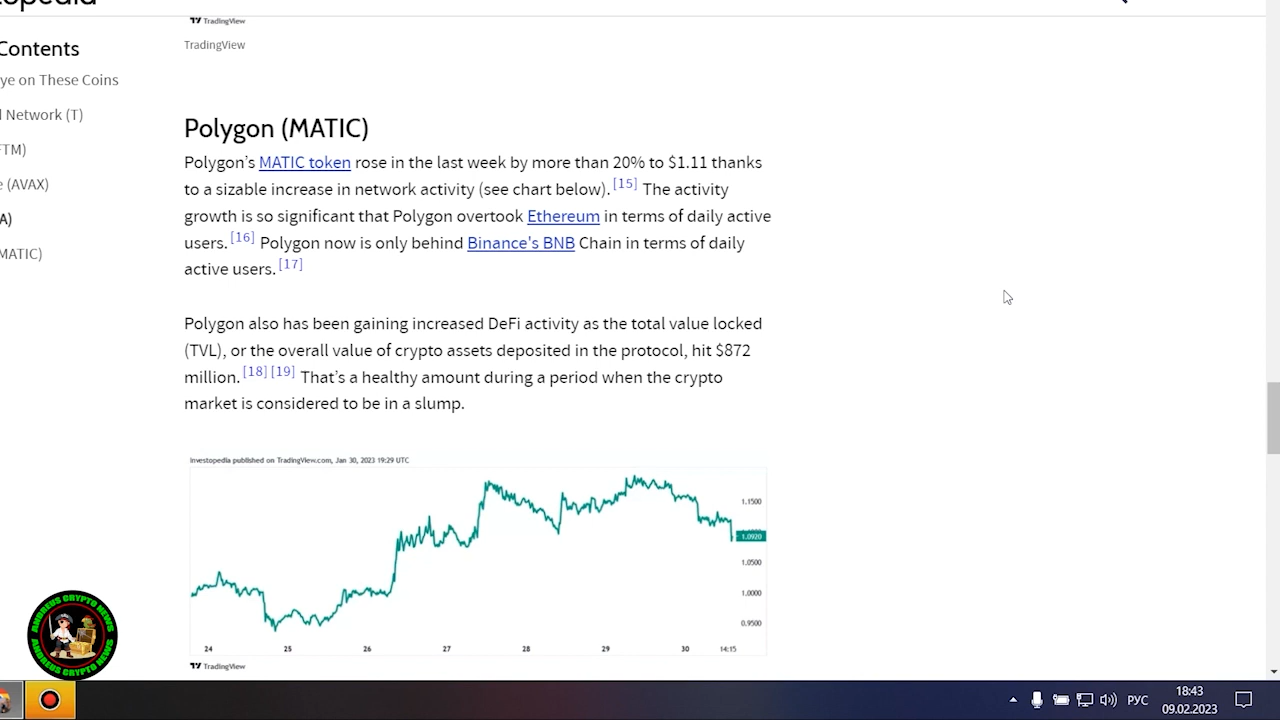 Contents
ye on These Coins
Network (T)
FTM)
(AVAX)
A)
MATIC)
TradingView
TradingView
Polygon (MATIC)
Polygon’s MATIC token rose in the last week by more than 20% to $1.11 thanks
to a sizable increase in network activity (see chart below). [15] The activity
growth is so significant that Polygon overtook Ethereum in terms of daily active
users. [16] Polygon now is only behind Binance's BNB Chain in terms of daily
active users. [17]
Polygon also has been gaining increased DeFi activity as the total value locked
(TVL), or the overall value of crypto assets deposited in the protocol, hit $872
million. [18] [19] That’s a healthy amount during a period when the crypto
market is considered to be in a slump.
Investopedia published on TradingView.com, Jan 30, 2023 19:29 UTC
1.1500
1.0920
1.0500
1.0000
0.9500
24 25 26 27 28 29 30 14:15
TradingView
ANDREUS CRYPTO NEWS
ANDREUS CRYPTO NEWS
РУС
18:43
09.02.2023